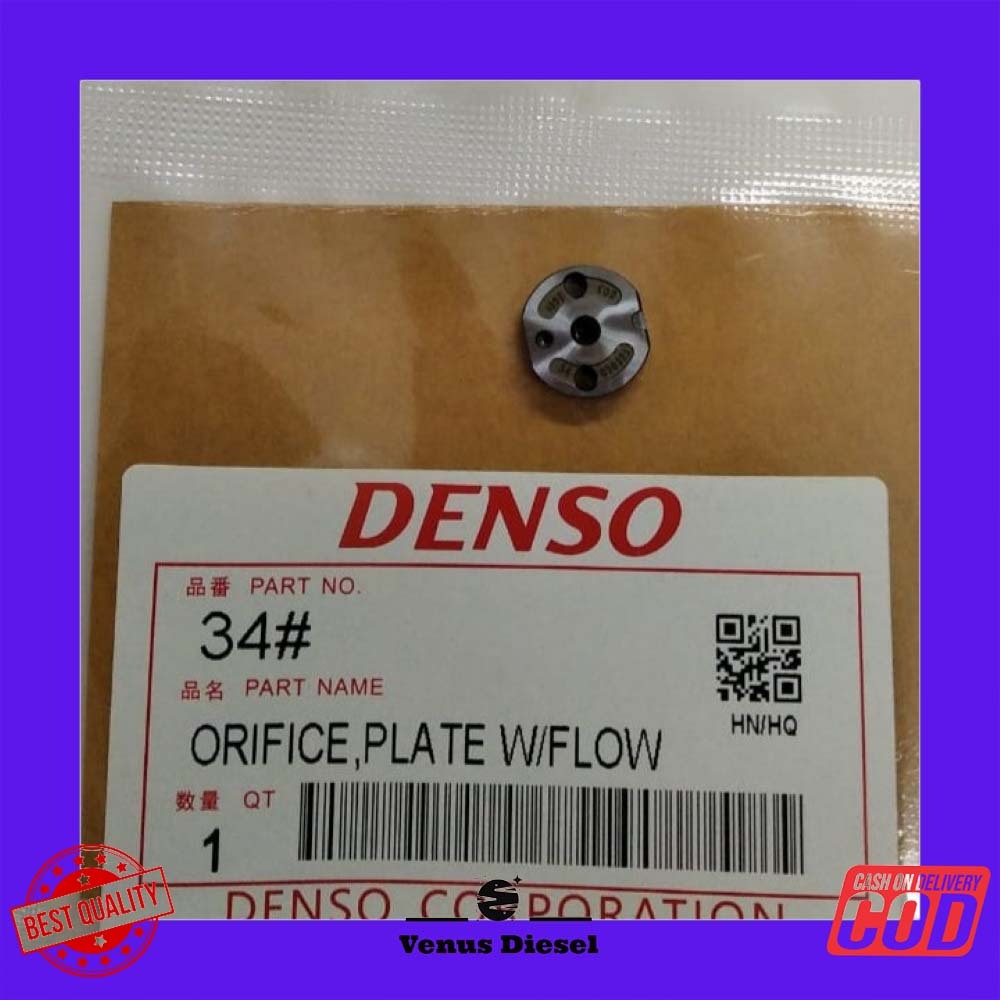 34
DENSO
品番 PART NO.
34#
品名 PART NAME
HN/HQ
ORIFICE,PLATE W/FLOW
数量 QT
1
DENSO CORPORATION
BEST QUALITY
Venus Diesel
CASH ON DELIVERY
COD